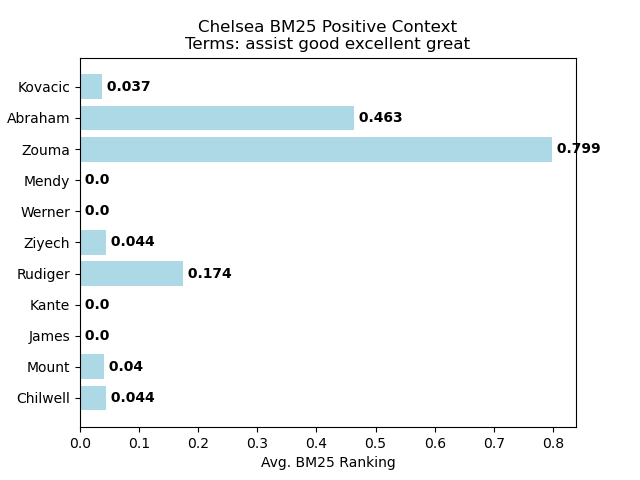 Chelsea BM25 Positive Context
Terms: assist good excellent great
Kovacic 0.037
Abraham 0.463
Zouma 0.799
Mendy 0.0
Werner 0.0
Ziyech 0.044
Rudiger 0.174
Kante 0.0
James 0.0
Mount 0.04
Chilwell 0.044
0.0 0.1 0.2 0.3 0.4 0.5 0.6 0.7 0.8
Avg. BM25 Ranking